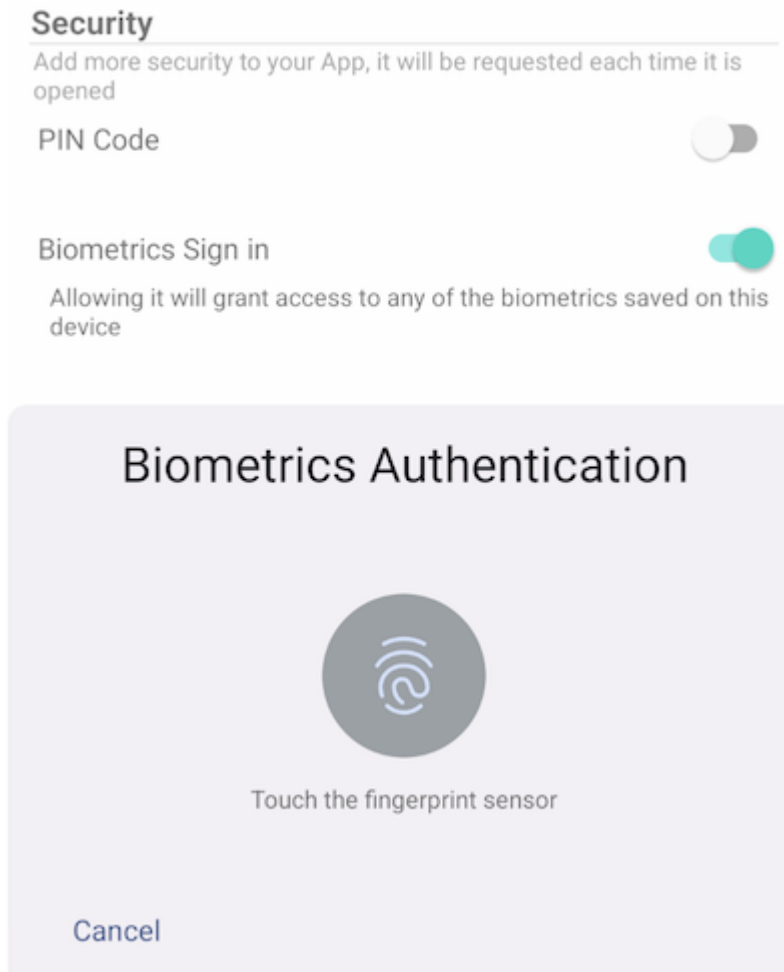 Security
Add more security to your App, it will be requested each time it is
opened
PIN Code
Biometrics Sign in
Allowing it will grant access to any of the biometrics saved on this
device
Biometrics Authentication
Touch the fingerprint sensor
Cancel